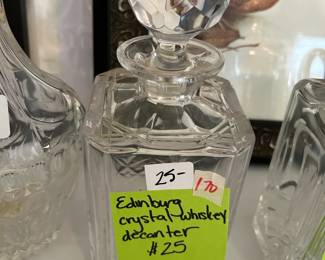 25-
170
Edinburg
crystal whiskey
decanter
#25